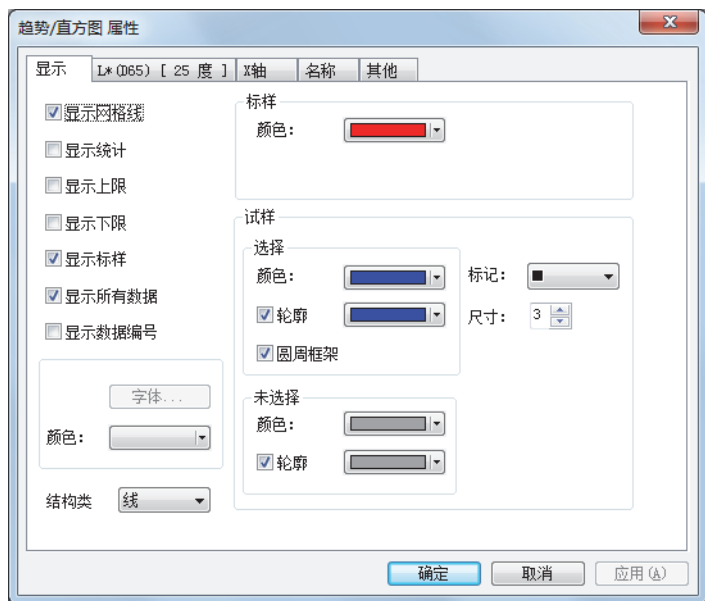 趋势/直方图 属性
显示
L*(D65) [ 25 度 ]
X轴
名称
其他
显示网格线
显示统计
显示上限
显示下限
显示标样
显示所有数据
显示数据编号
字体...
颜色:
结构类
线
标样
颜色:
试样
选择
颜色:
轮廓
圆周框架
标记:
尺寸:
3
未选择
颜色:
轮廓
确定
取消
应用(A)